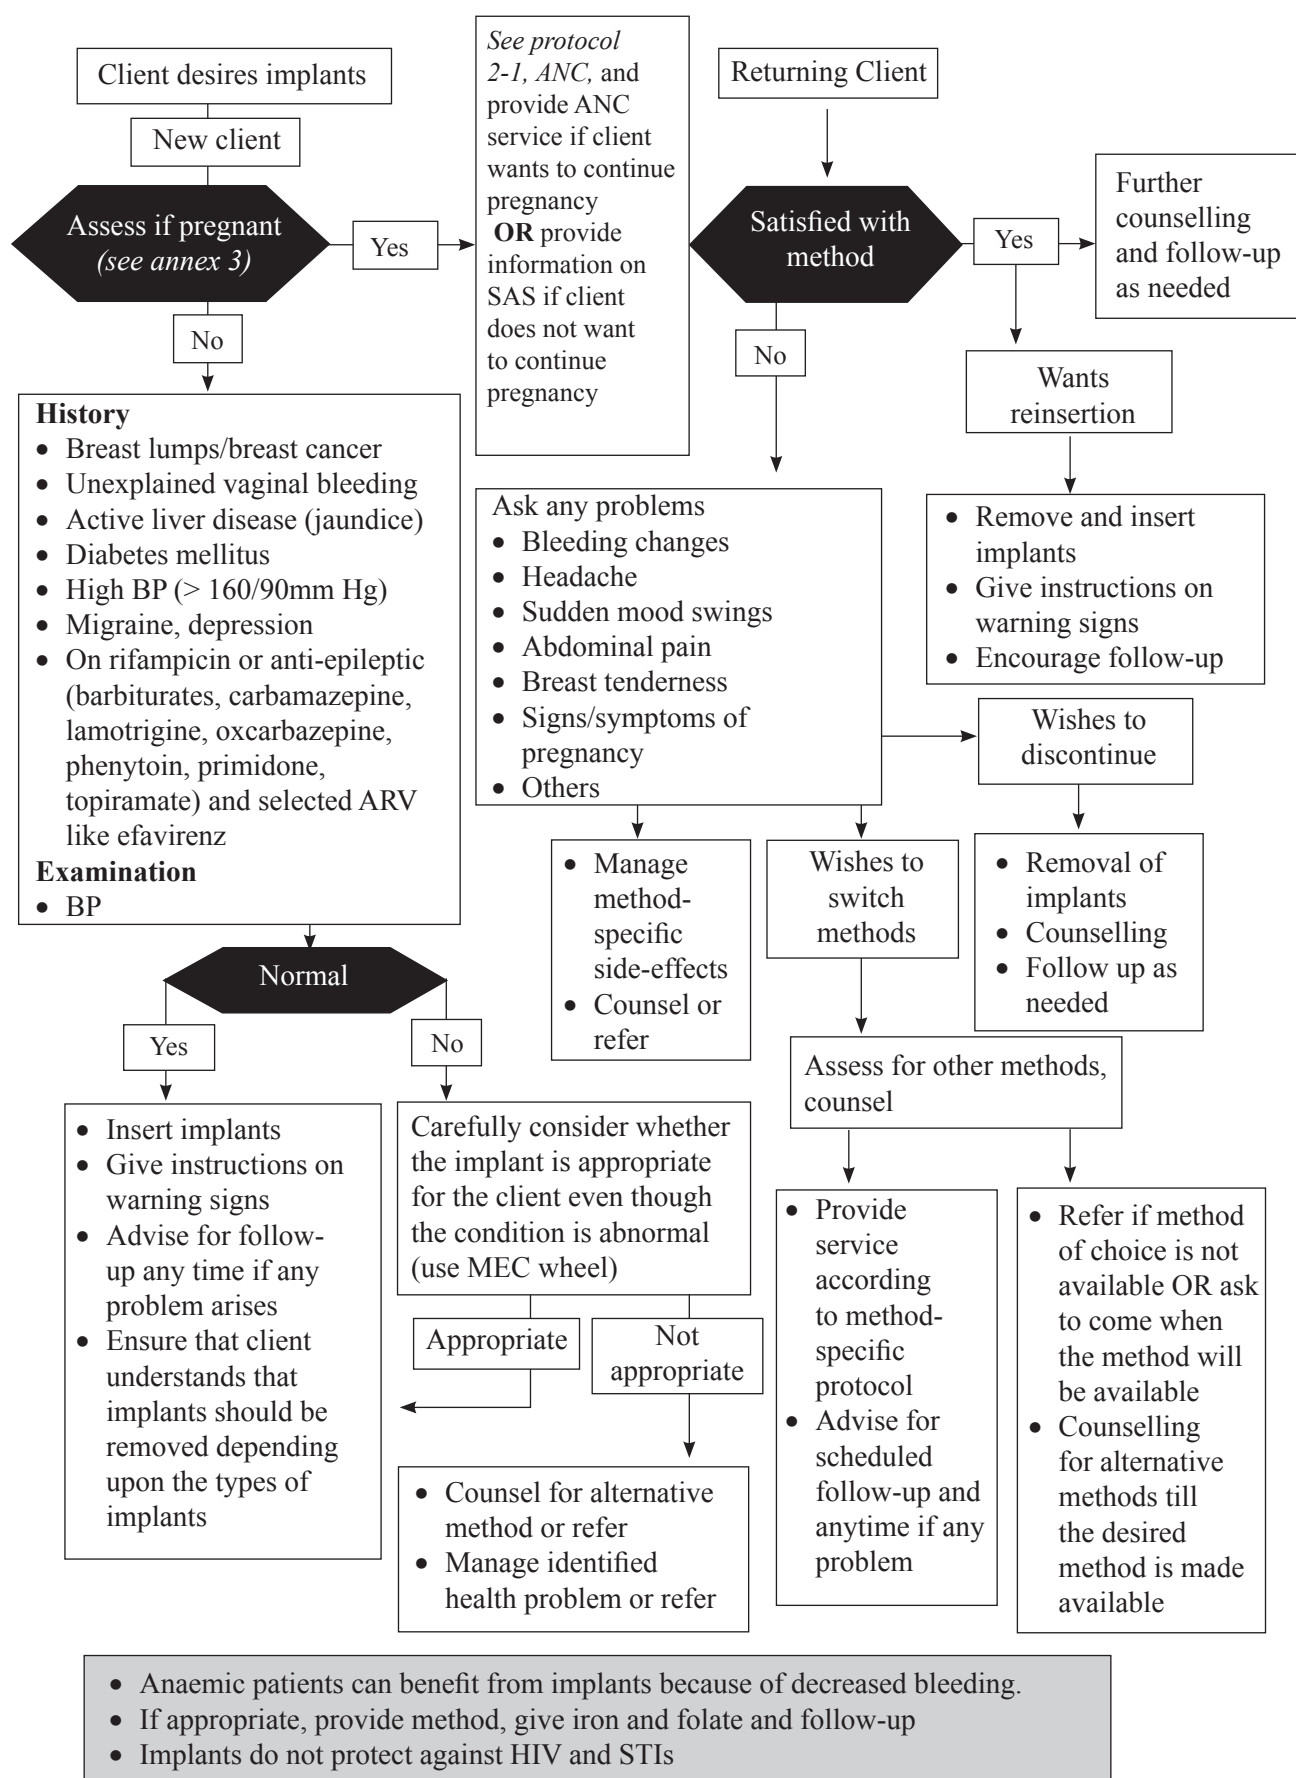 Client desires implants
New client
Assess if pregnant
(see annex 3)
Yes
No
See protocol
2-1, ANC, and
provide ANC
service if client
wants to continue
pregnancy
OR provide
information on
SAS if client
does not want
to continue
pregnancy
History
• Breast lumps/breast cancer
• Unexplained vaginal bleeding
• Active liver disease (jaundice)
• Diabetes mellitus
• High BP (> 160/90mm Hg)
• Migraine, depression
• On rifampicin or anti-epileptic
(barbiturates, carbamazepine,
lamotrigine, oxcarbazepine,
phenytoin, primidone,
topiramate) and selected ARV
like efavirenz
Examination
• BP
Normal
Yes
No
• Insert implants
• Give instructions on
warning signs
• Advise for follow-
up any time if any
problem arises
• Ensure that client
understands that
implants should be
removed depending
upon the types of
implants
Carefully consider whether
the implant is appropriate
for the client even though
the condition is abnormal
(use MEC wheel)
Appropriate
Not
appropriate
• Counsel for alternative
method or refer
• Manage identified
health problem or refer
Returning Client
Satisfied with
method
Yes
No
Further
counselling
and follow-up
as needed
Wants
reinsertion
• Remove and insert
implants
• Give instructions on
warning signs
• Encourage follow-up
Ask any problems
• Bleeding changes
• Headache
• Sudden mood swings
• Abdominal pain
• Breast tenderness
• Signs/symptoms of
pregnancy
• Others
Wishes to
discontinue
• Removal of
implants
• Counselling
• Follow up as
needed
• Manage
method-
specific
side-effects
• Counsel or
refer
Wishes to
switch
methods
Assess for other methods,
counsel
• Provide
service
according
to method-
specific
protocol
• Advise for
scheduled
follow-up and
anytime if any
problem
• Refer if method
of choice is not
available OR ask
to come when
the method will
be available
• Counselling
for alternative
methods till
the desired
method is made
available
• Anaemic patients can benefit from implants because of decreased bleeding.
• If appropriate, provide method, give iron and folate and follow-up
• Implants do not protect against HIV and STIs